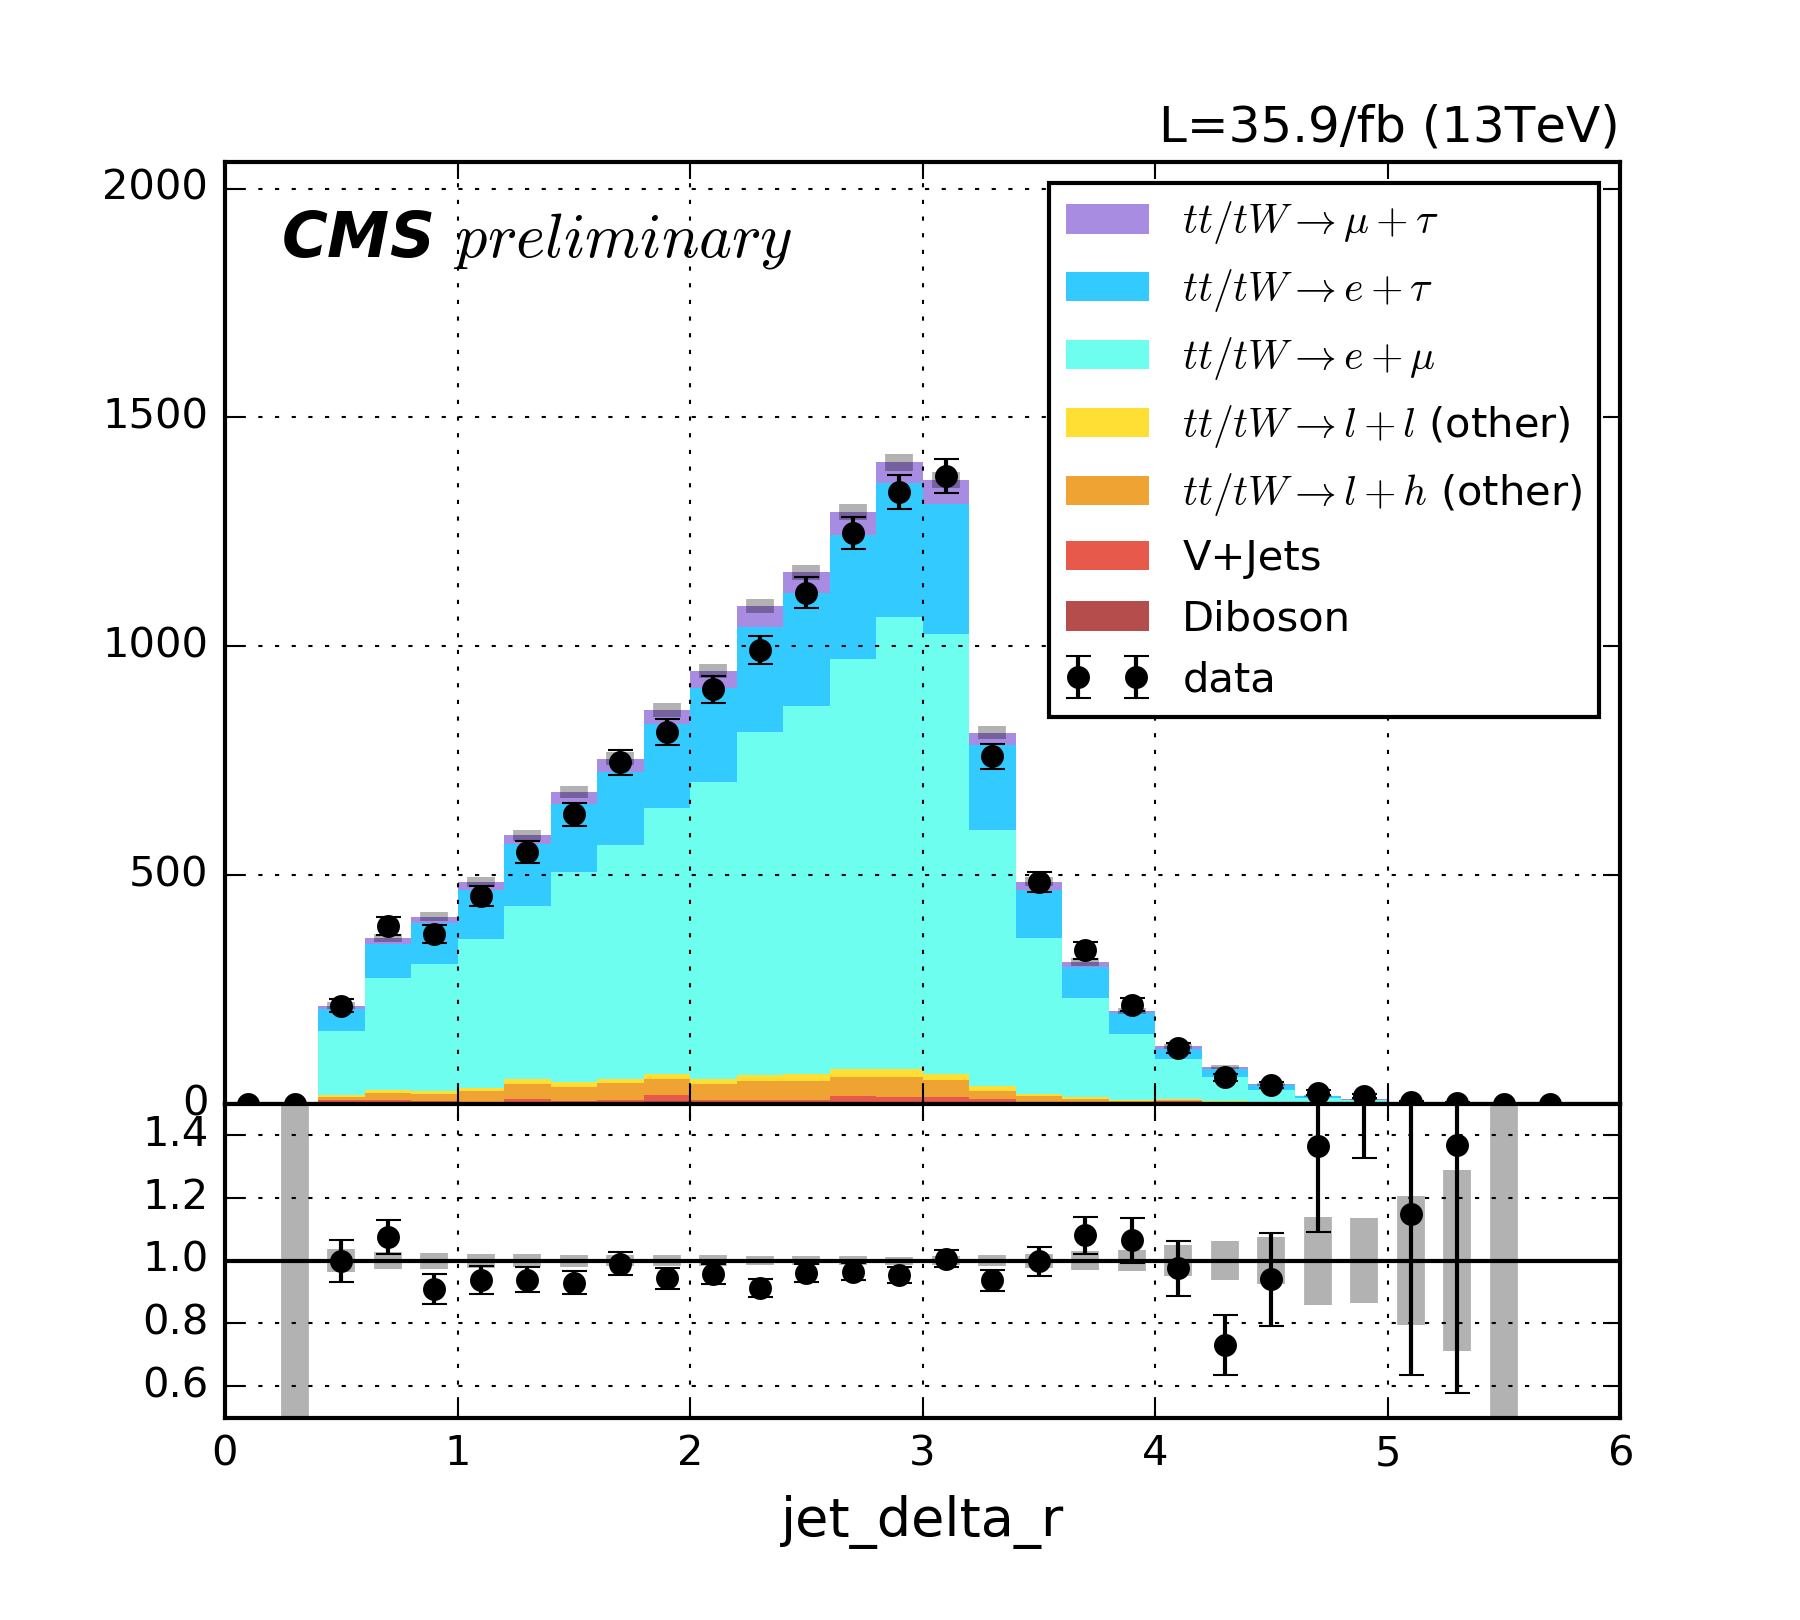 L=35.9/fb (13TeV)
CMS preliminary
2000
1500
1000
500
0
tt/tW→μ+τ
tt/tW→e+τ
tt/tW→e+μ
tt/tW→l+l (other)
tt/tW→l+h (other)
V+Jets
Diboson
data
1.4
1.2
1.0
0.8
0.6
0 1 2 3 4 5 6
jet_delta_r